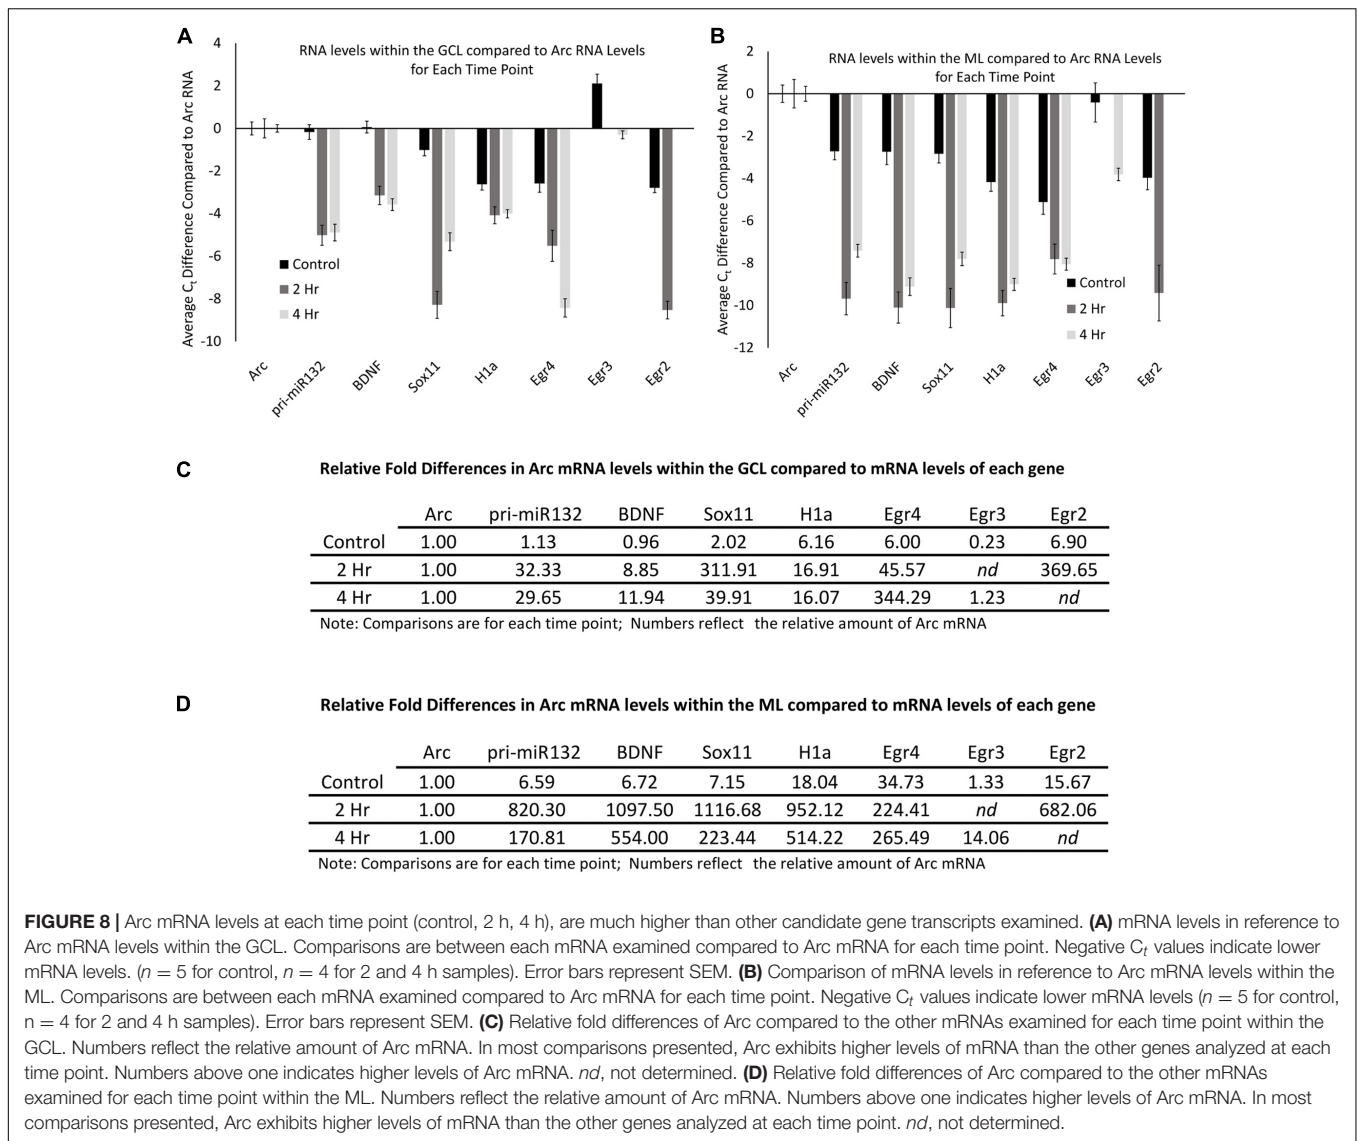 A
RNA levels within the GCL compared to Arc RNA Levels
for Each Time Point
Average Ct Difference Compared to Arc RNA
4
2
0
-2
-4
-6
-8
-10
Control
2 Hr
4 Hr
Arc
pri-miR132
BDNF
Sox11
H1a
Egr4
Egr3
Egr2
B
RNA levels within the ML compared to Arc RNA Levels
for Each Time Point
Average Ct Difference Compared to Arc RNA
2
0
-2
-4
-6
-8
-10
-12
Control
2 Hr
4 Hr
Arc
pri-miR132
BDNF
Sox11
H1a
Egr4
Egr3
Egr2
C
Relative Fold Differences in Arc mRNA levels within the GCL compared to mRNA levels of each gene
Arc pri-miR132 BDNF Sox11 H1a Egr4 Egr3 Egr2
Control 1.00 1.13 0.96 2.02 6.16 6.00 0.23 6.90
2 Hr 1.00 32.33 8.85 311.91 16.91 45.57 nd 369.65
4 Hr 1.00 29.65 11.94 39.91 16.07 344.29 1.23 nd
Note: Comparisons are for each time point; Numbers reflect the relative amount of Arc mRNA
D
Relative Fold Differences in Arc mRNA levels within the ML compared to mRNA levels of each gene
Arc pri-miR132 BDNF Sox11 H1a Egr4 Egr3 Egr2
Control 1.00 6.59 6.72 7.15 18.04 34.73 1.33 15.67
2 Hr 1.00 820.30 1097.50 1116.68 952.12 224.41 nd 682.06
4 Hr 1.00 170.81 554.00 223.44 514.22 265.49 14.06 nd
Note: Comparisons are for each time point; Numbers reflect the relative amount of Arc mRNA
FIGURE 8 | Arc mRNA levels at each time point (control, 2 h, 4 h), are much higher than other candidate gene transcripts examined. (A) mRNA levels in reference to
Arc mRNA levels within the GCL. Comparisons are between each mRNA examined compared to Arc mRNA for each time point. Negative Ct values indicate lower
mRNA levels. (n = 5 for control, n = 4 for 2 and 4 h samples). Error bars represent SEM. (B) Comparison of mRNA levels in reference to Arc mRNA levels within the
ML. Comparisons are between each mRNA examined compared to Arc mRNA for each time point. Negative Ct values indicate lower mRNA levels (n = 5 for control,
n = 4 for 2 and 4 h samples). Error bars represent SEM. (C) Relative fold differences of Arc compared to the other mRNAs examined for each time point within the
GCL. Numbers reflect the relative amount of Arc mRNA. In most comparisons presented, Arc exhibits higher levels of mRNA than the other genes analyzed at each
time point. Numbers above one indicates higher levels of Arc mRNA. nd, not determined. (D) Relative fold differences of Arc compared to the other mRNAs
examined for each time point within the ML. Numbers reflect the relative amount of Arc mRNA. Numbers above one indicates higher levels of Arc mRNA. In most
comparisons presented, Arc exhibits higher levels of mRNA than the other genes analyzed at each time point. nd, not determined.